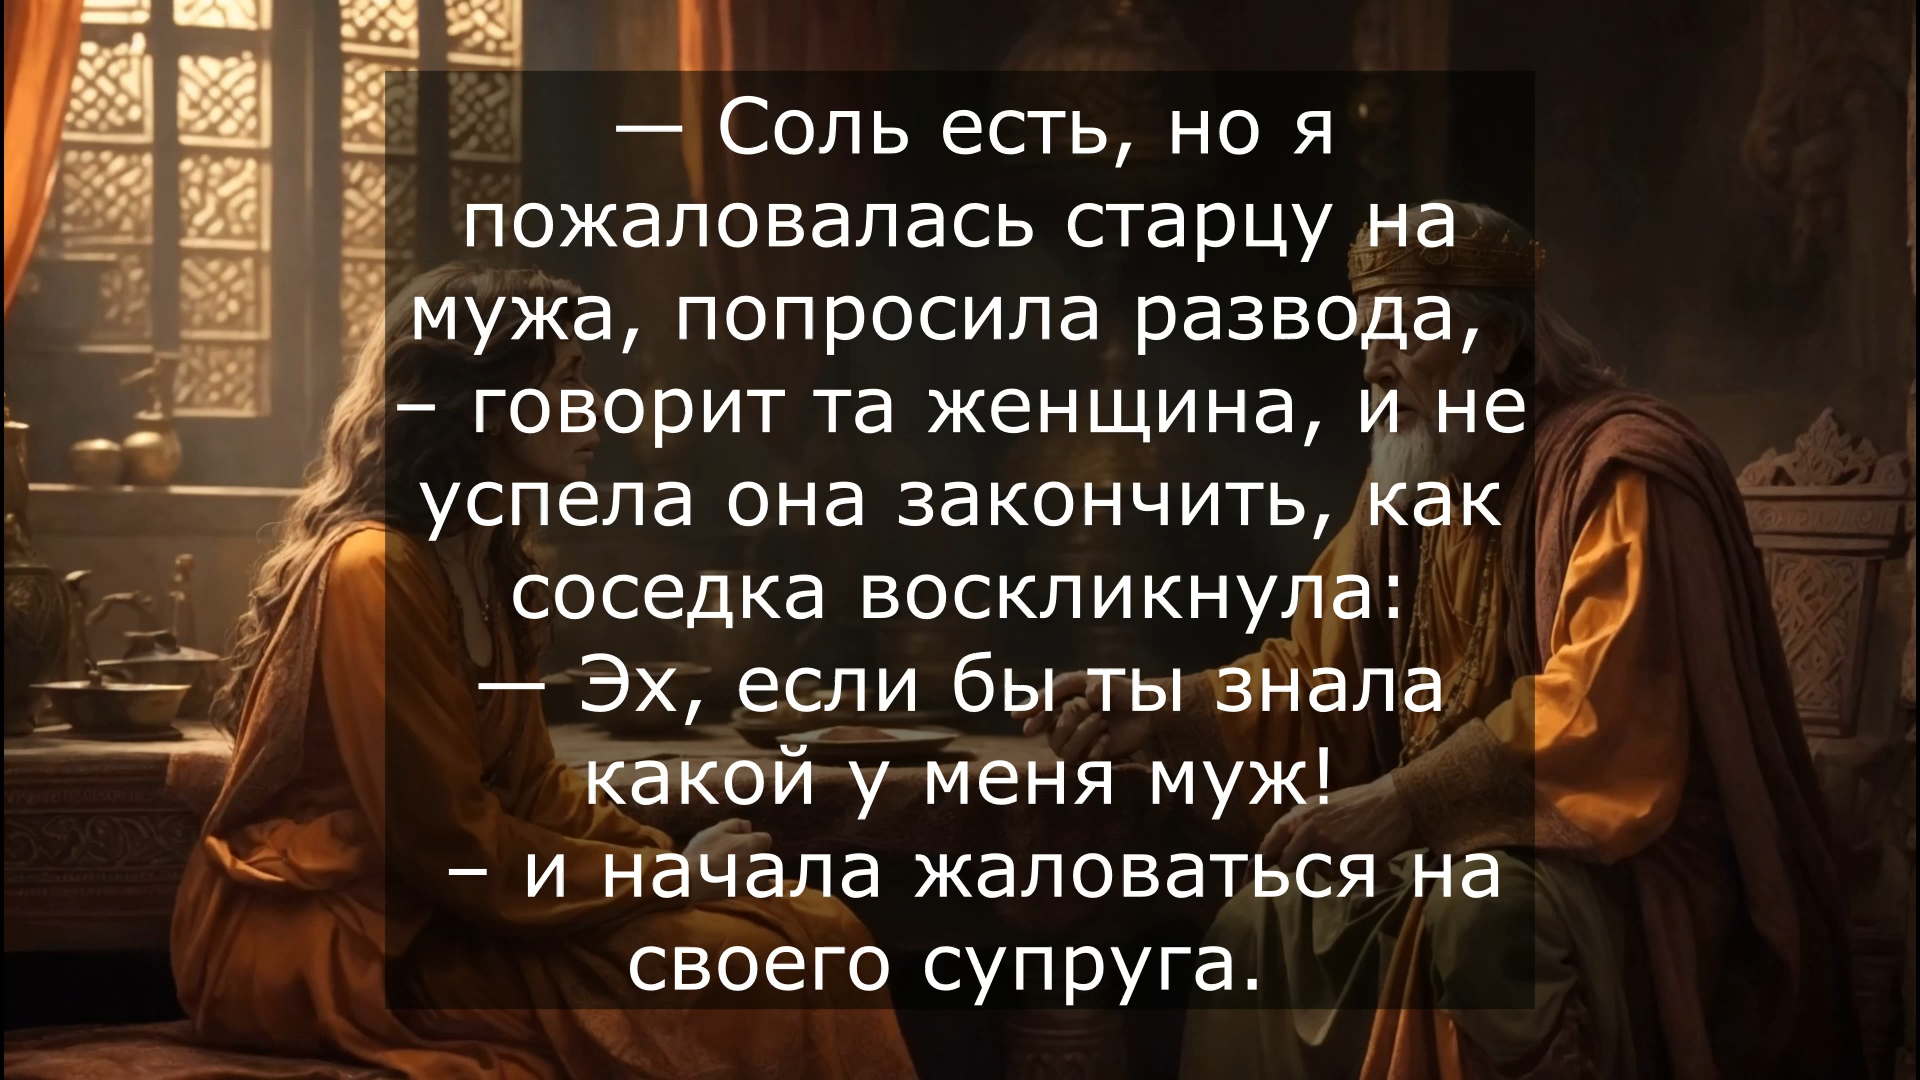 — Соль есть, но я
пожаловалась старцу на
мужа, попросила развода,
– говорит та женщина, и не
успела она закончить, как
соседка воскликнула:
— Эх, если бы ты знала
какой у меня муж!
– и начала жаловаться на
своего супруга.